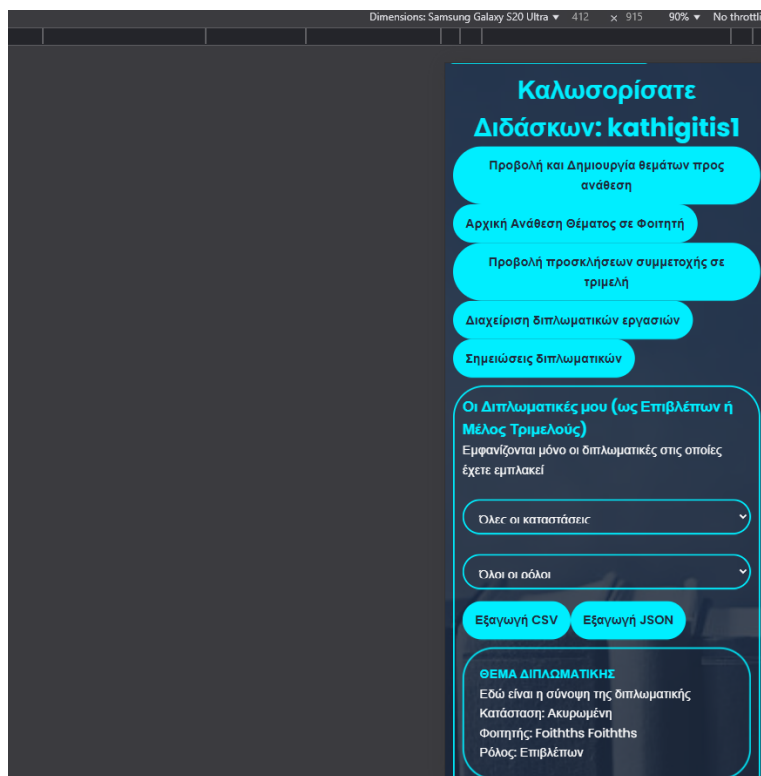 Dimensions: Samsung Galaxy S20 Ultra ▼ 412 × 915 90% ▼ No throttli
Καλωσορίσατε
Διδάσκων: kathigitis1
Προβολή και Δημιουργία θεμάτων προς
ανάθεση
Αρχική Ανάθεση Θέματος σε Φοιτητή
Προβολή προσκλήσεων συμμετοχής σε
τριμελή
Διαχείριση διπλωματικών εργασιών
Σημειώσεις διπλωματικών
Οι Διπλωματικές μου (ως Επιβλέπων ή
Μέλος Τριμελούς)
Εμφανίζονται μόνο οι διπλωματικές στις οποίες
έχετε εμπλακεί
Όλες οι καταστάσεις
Όλοι οι ρόλοι
Εξαγωγή CSV Εξαγωγή JSON
ΘΕΜΑ ΔΙΠΛΩΜΑΤΙΚΗΣ
Εδώ είναι η σύνοψη της διπλωματικής
Κατάσταση: Ακυρωμένη
Φοιτητής: Foithths Foithths
Ρόλος: Επιβλέπων